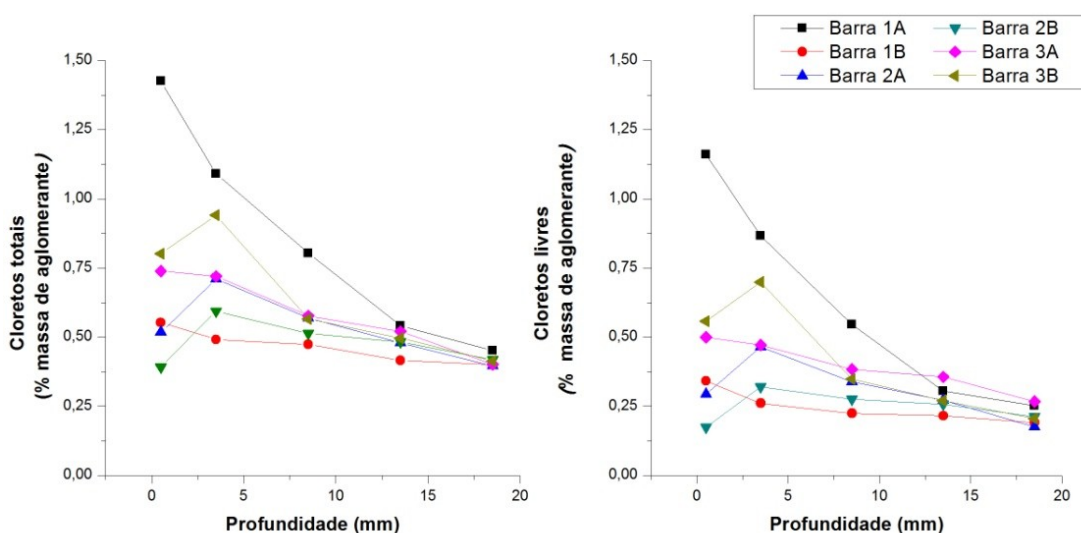 Barra 1A
Barra 2B
Barra 1B
Barra 3A
Barra 2A
Barra 3B
1,50
1,25
1,00
0,75
0,50
0,25
0,00
Cloretos totais
(% massa de aglomerante)
0
5
10
15
20
Profundidade (mm)
1,50
1,25
1,00
0,75
0,50
0,25
0,00
Cloretos livres
(% massa de aglomerante)
0
5
10
15
20
Profundidade (mm)